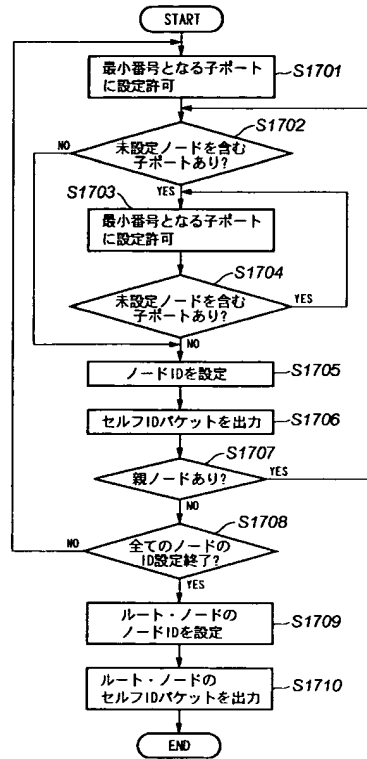 START
最小番号となる子ポート
に設定許可
S1701
S1702
未設定ノードを含む
子ポートあり?
NO
YES
S1703
最小番号となる子ポート
に設定許可
S1704
未設定ノードを含む
子ポートあり?
YES
NO
ノードIDを設定
S1705
セルフIDパケットを出力
S1706
S1707
親ノードあり?
YES
NO
S1708
全てのノードの
ID設定終了?
NO
YES
ルート・ノードの
ノードIDを設定
S1709
ルート・ノードの
セルフIDパケットを出力
S1710
END